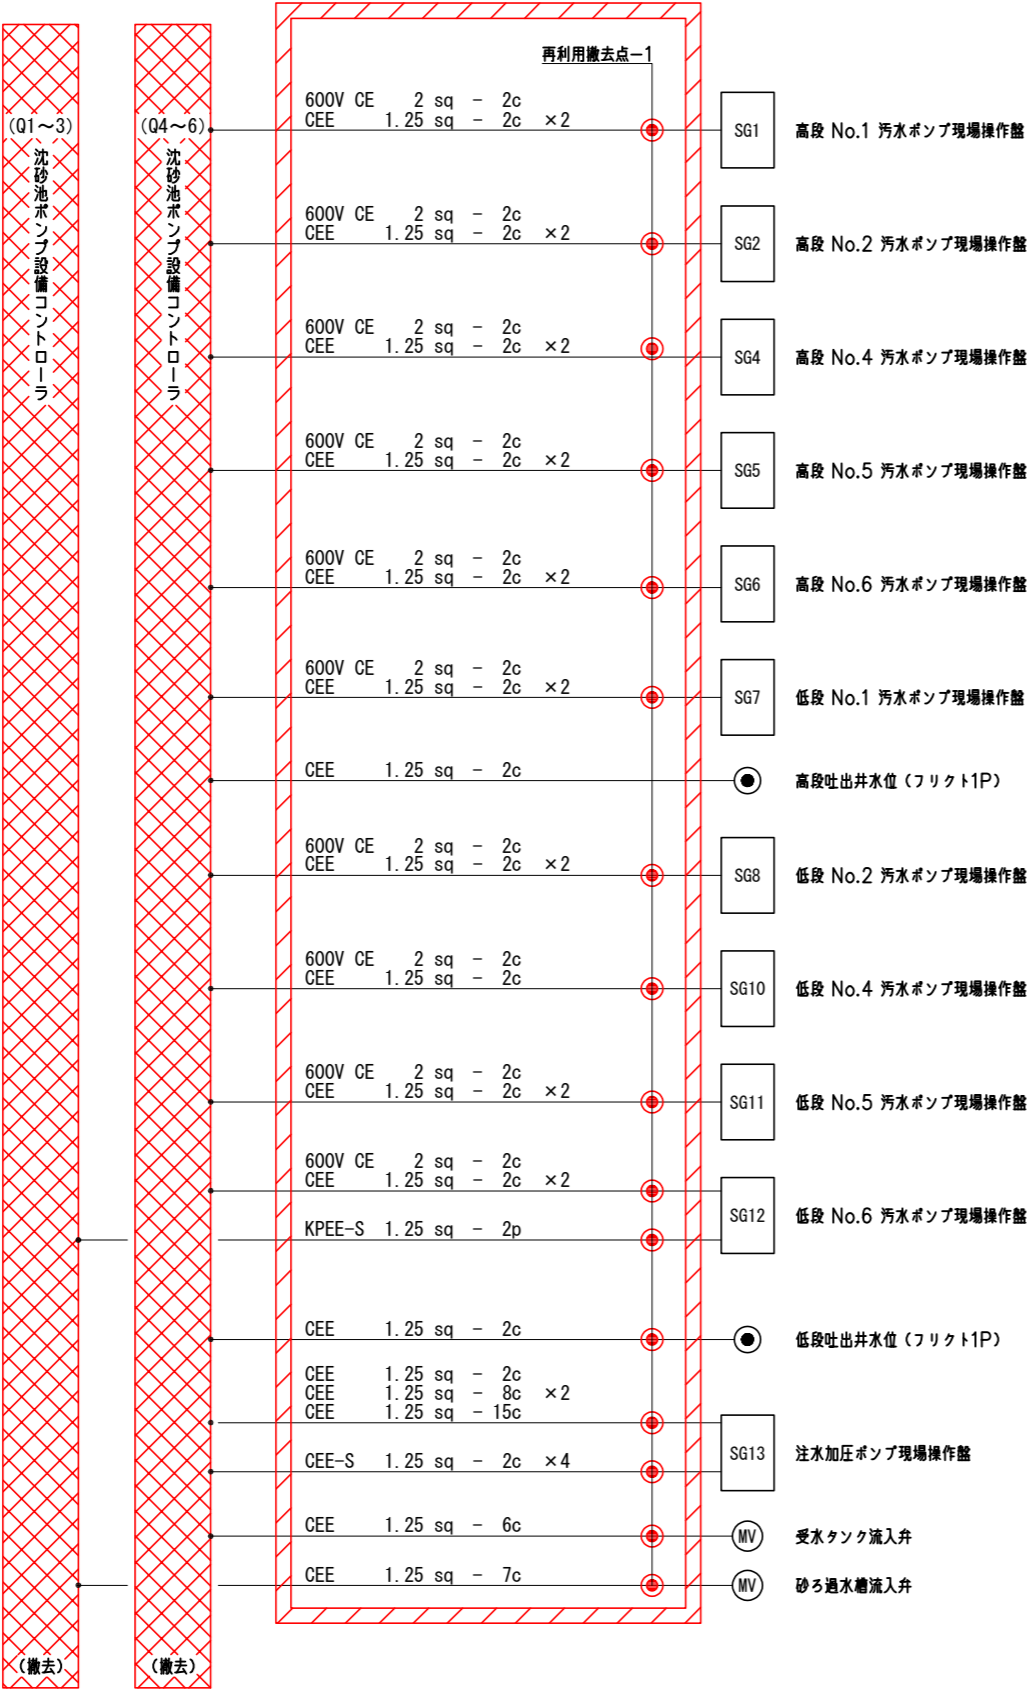 再利用撤去点－1
(Q1～3)
沈砂池ポンプ設備コントローラ
(撤去)
(Q4～6)
沈砂池ポンプ設備コントローラ
(撤去)
600V CE 2 sq － 2c
CEE 1.25 sq － 2c ×2
SG1 高段 No.1 汚水ポンプ現場操作盤
600V CE 2 sq － 2c
CEE 1.25 sq － 2c ×2
SG2 高段 No.2 汚水ポンプ現場操作盤
600V CE 2 sq － 2c
CEE 1.25 sq － 2c ×2
SG4 高段 No.4 汚水ポンプ現場操作盤
600V CE 2 sq － 2c
CEE 1.25 sq － 2c ×2
SG5 高段 No.5 汚水ポンプ現場操作盤
600V CE 2 sq － 2c
CEE 1.25 sq － 2c ×2
SG6 高段 No.6 汚水ポンプ現場操作盤
600V CE 2 sq － 2c
CEE 1.25 sq － 2c ×2
SG7 低段 No.1 汚水ポンプ現場操作盤
CEE 1.25 sq － 2c
高段吐出井水位（フリクト1P）
600V CE 2 sq － 2c
CEE 1.25 sq － 2c ×2
SG8 低段 No.2 汚水ポンプ現場操作盤
600V CE 2 sq － 2c
CEE 1.25 sq － 2c
SG10 低段 No.4 汚水ポンプ現場操作盤
600V CE 2 sq － 2c
CEE 1.25 sq － 2c ×2
SG11 低段 No.5 汚水ポンプ現場操作盤
600V CE 2 sq － 2c
CEE 1.25 sq － 2c ×2
SG12 低段 No.6 汚水ポンプ現場操作盤
KPEE-S 1.25 sq － 2p
CEE 1.25 sq － 2c
低段吐出井水位（フリクト1P）
CEE 1.25 sq － 2c
CEE 1.25 sq － 8c ×2
CEE 1.25 sq － 15c
SG13 注水加圧ポンプ現場操作盤
CEE-S 1.25 sq － 2c ×4
CEE 1.25 sq － 6c
MV 受水タンク流入弁
CEE 1.25 sq － 7c
MV 砂ろ過水槽流入弁